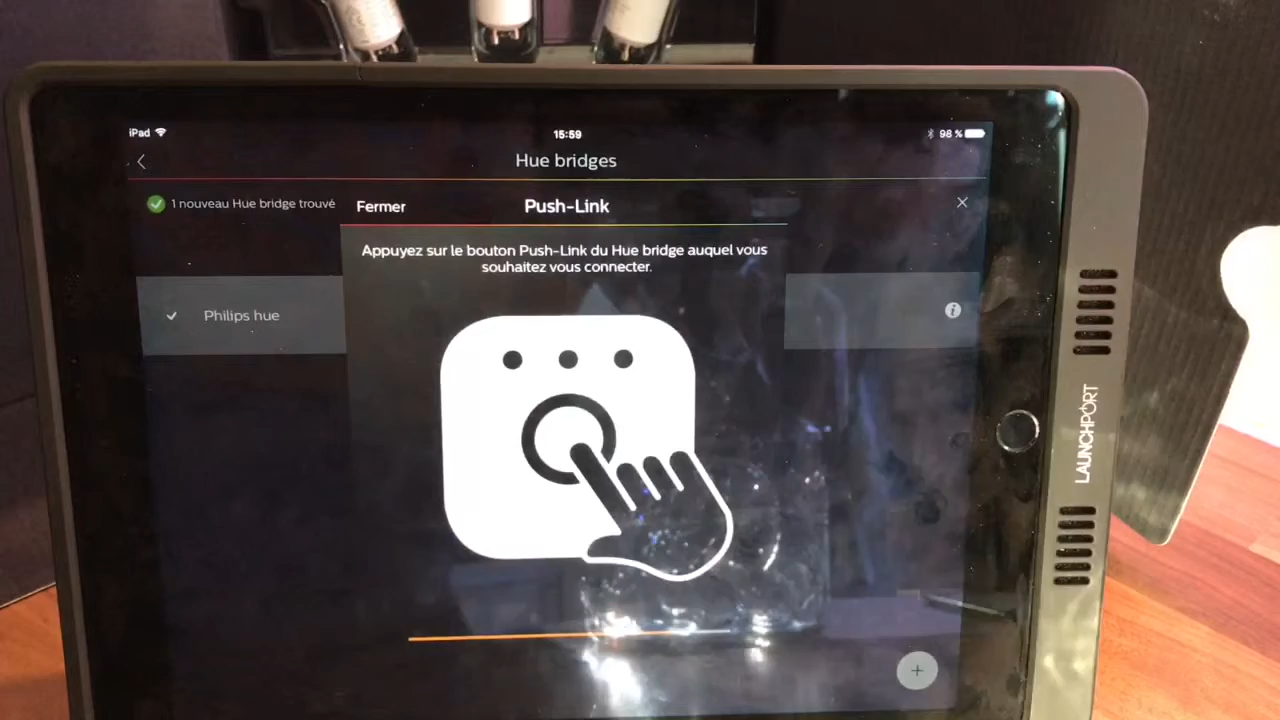 iPad
15:59
98 %
Hue bridges
1 nouveau Hue bridge trouvé
Fermer
Push-Link
Appuyez sur le bouton Push-Link du Hue bridge auquel vous
souhaitez vous connecter.
Philips hue
LAUNCHPORT